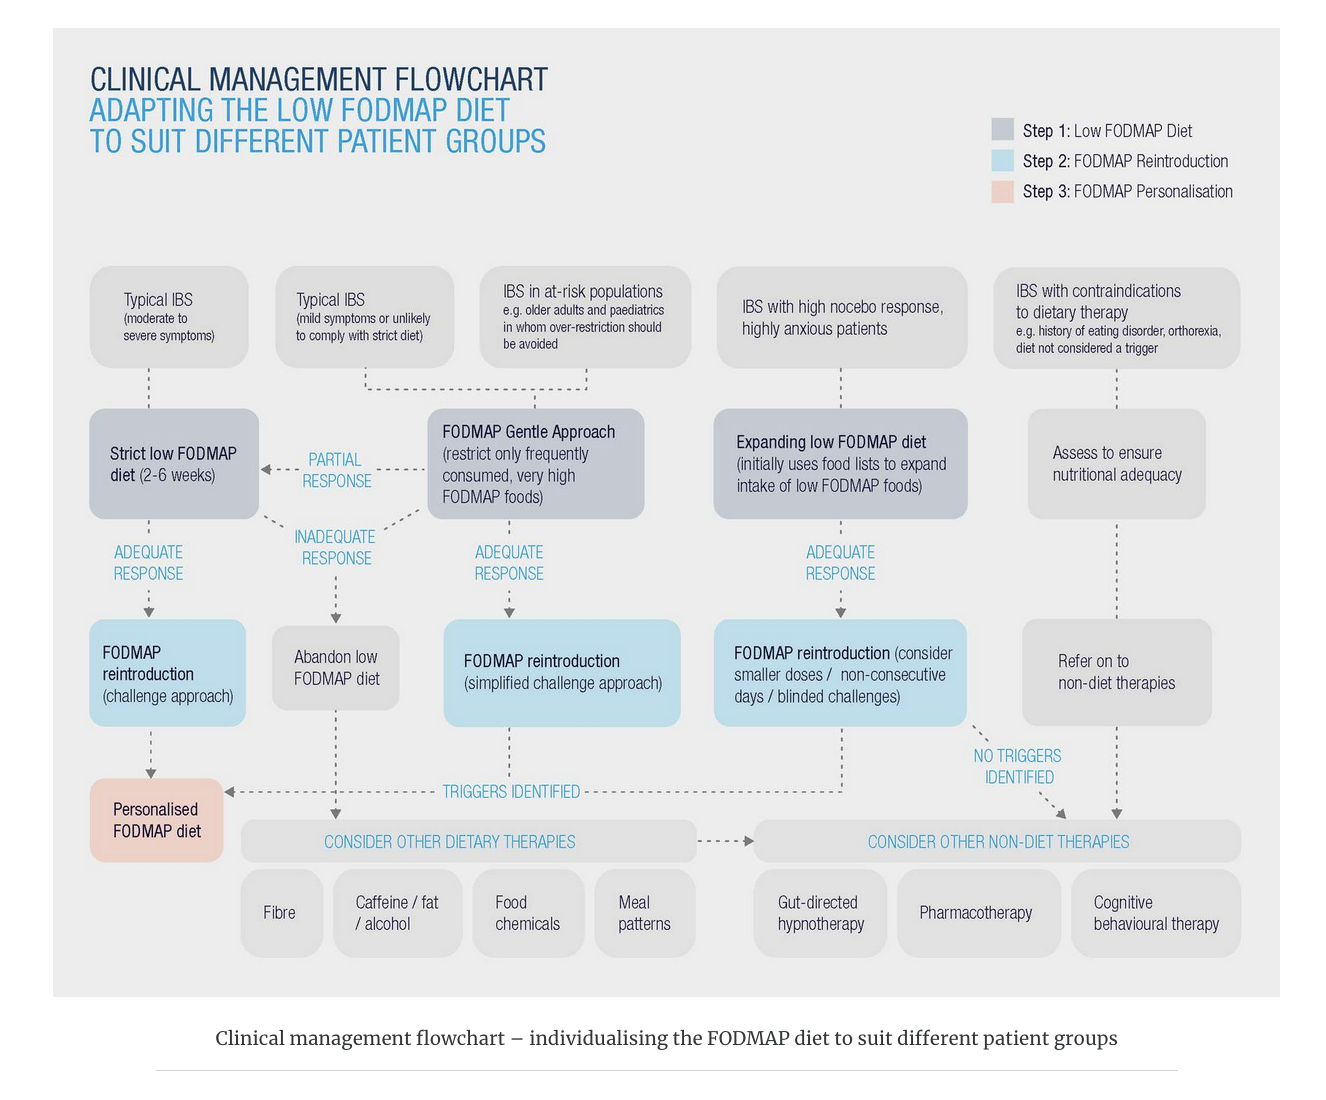 CLINICAL MANAGEMENT FLOWCHART
ADAPTING THE LOW FODMAP DIET
TO SUIT DIFFERENT PATIENT GROUPS
Step 1: Low FODMAP Diet
Step 2: FODMAP Reintroduction
Step 3: FODMAP Personalisation
Typical IBS
(moderate to
severe symptoms)
Typical IBS
(mild symptoms or unlikely
to comply with strict diet)
IBS in at-risk populations
e.g. older adults and paediatrics
in whom over-restriction should
be avoided
IBS with high nocebo response,
highly anxious patients
IBS with contraindications
to dietary therapy
e.g. history of eating disorder, orthorexia,
diet not considered a trigger
Strict low FODMAP
diet (2-6 weeks)
PARTIAL
RESPONSE
FODMAP Gentle Approach
(restrict only frequently
consumed, very high
FODMAP foods)
Expanding low FODMAP diet
(initially uses food lists to expand
intake of low FODMAP foods)
Assess to ensure
nutritional adequacy
ADEQUATE
RESPONSE
INADEQUATE
RESPONSE
ADEQUATE
RESPONSE
ADEQUATE
RESPONSE
FODMAP
reintroduction
(challenge approach)
Abandon low
FODMAP diet
FODMAP reintroduction
(simplified challenge approach)
FODMAP reintroduction (consider
smaller doses / non-consecutive
days / blinded challenges)
Refer on to
non-diet therapies
NO TRIGGERS
IDENTIFIED
TRIGGERS IDENTIFIED
Personalised
FODMAP diet
CONSIDER OTHER DIETARY THERAPIES
CONSIDER OTHER NON-DIET THERAPIES
Fibre
Caffeine / fat
/ alcohol
Food
chemicals
Meal
patterns
Gut-directed
hypnotherapy
Pharmacotherapy
Cognitive
behavioural therapy
Clinical management flowchart – individualising the FODMAP diet to suit different patient groups